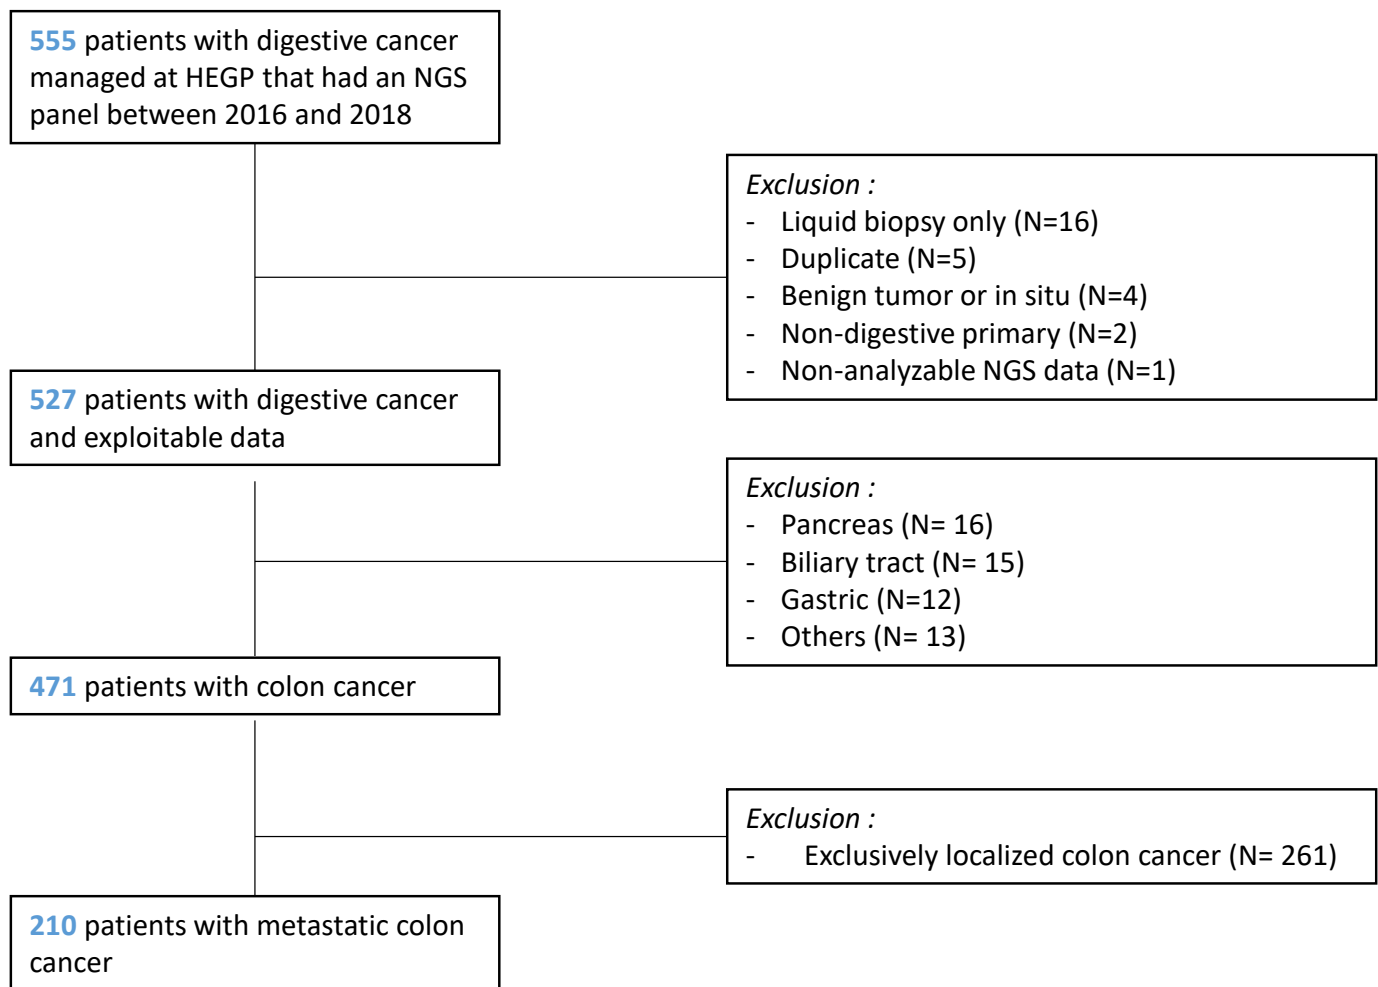 555 patients with digestive cancer
managed at HEGP that had an NGS
panel between 2016 and 2018
Exclusion :
- Liquid biopsy only (N=16)
- Duplicate (N=5)
- Benign tumor or in situ (N=4)
- Non-digestive primary (N=2)
- Non-analyzable NGS data (N=1)
527 patients with digestive cancer
and exploitable data
Exclusion :
- Pancreas (N= 16)
- Biliary tract (N= 15)
- Gastric (N=12)
- Others (N= 13)
471 patients with colon cancer
Exclusion :
- Exclusively localized colon cancer (N= 261)
210 patients with metastatic colon
cancer